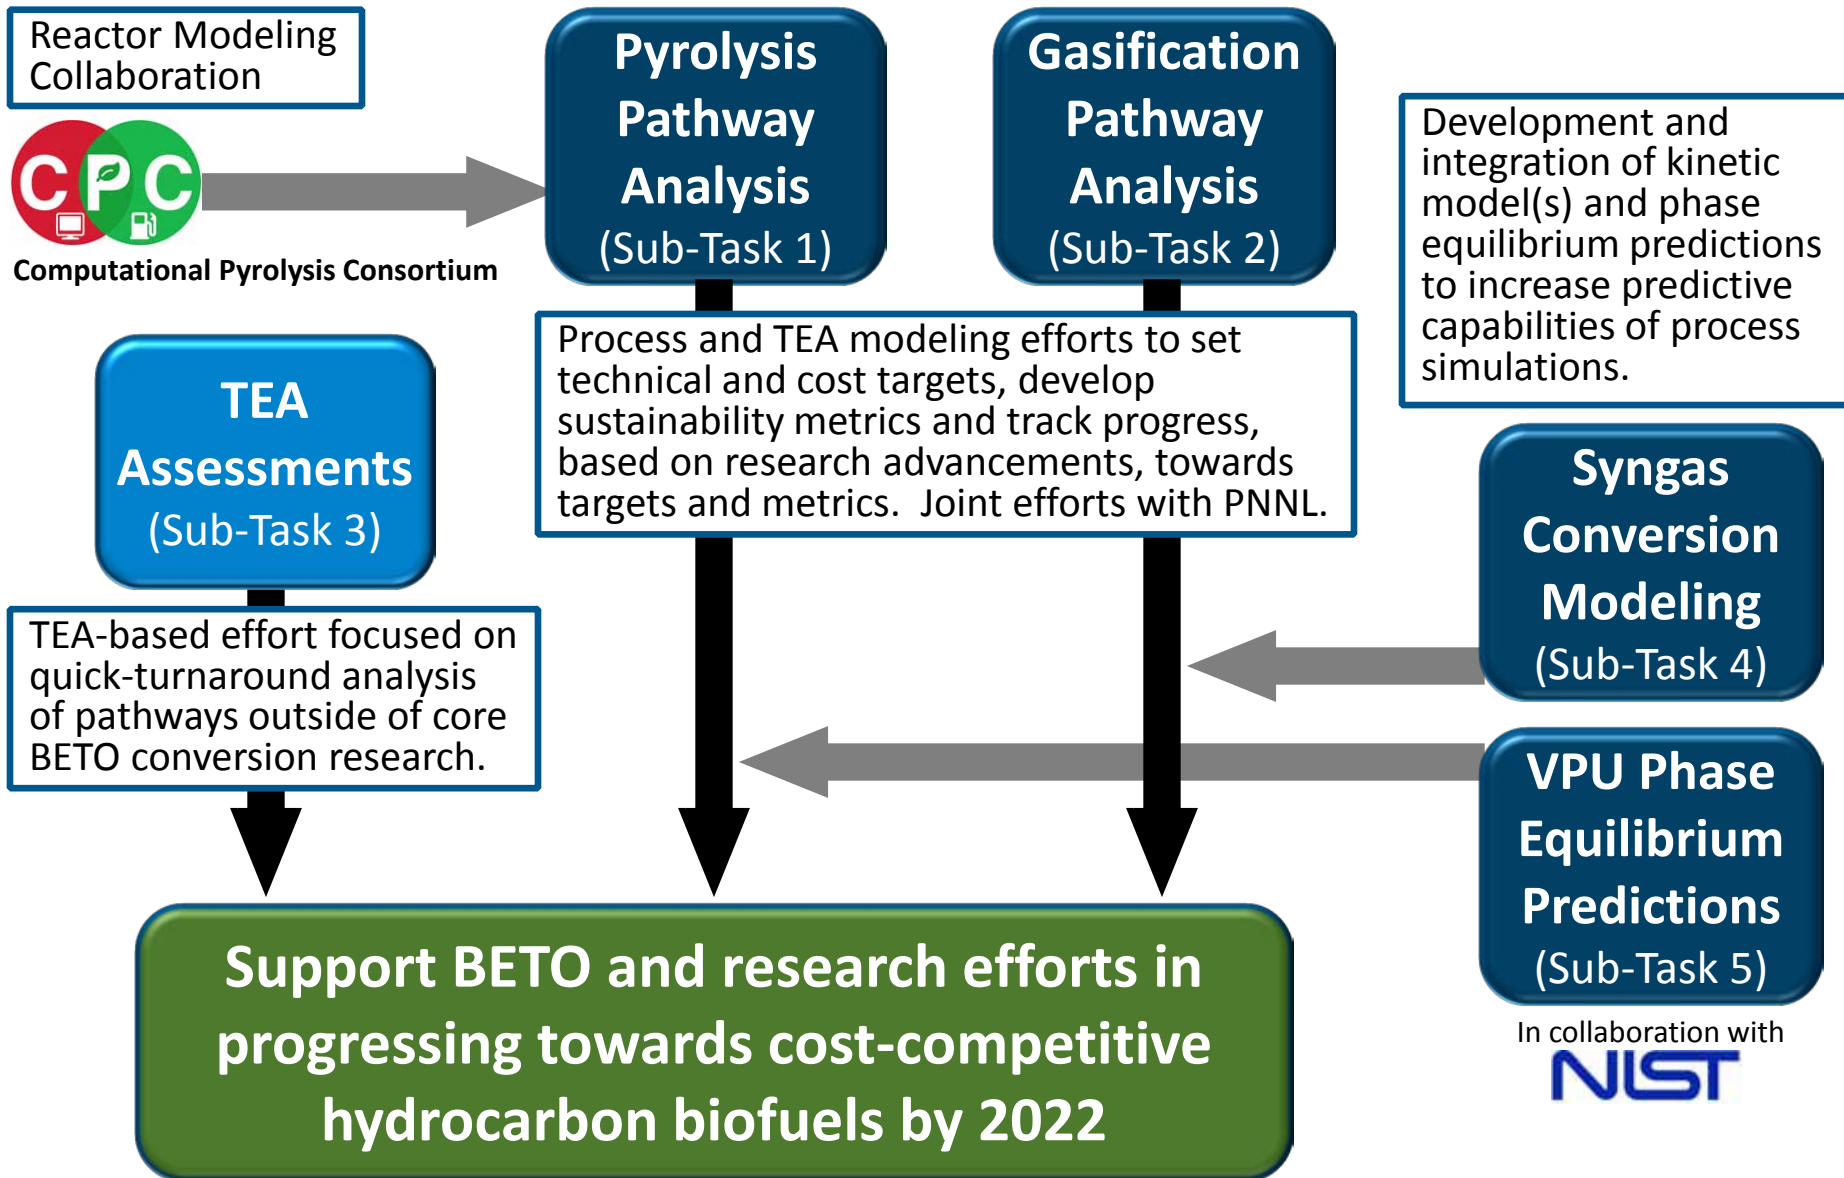 Reactor Modeling
Collaboration
CPC
Computational Pyrolysis Consortium
Pyrolysis
Pathway
Analysis
(Sub-Task 1)
Gasification
Pathway
Analysis
(Sub-Task 2)
Development and
integration of kinetic
model(s) and phase
equilibrium predictions
to increase predictive
capabilities of process
simulations.
TEA
Assessments
(Sub-Task 3)
Process and TEA modeling efforts to set
technical and cost targets, develop
sustainability metrics and track progress,
based on research advancements, towards
targets and metrics.  Joint efforts with PNNL.
TEA-based effort focused on
quick-turnaround analysis
of pathways outside of core
BETO conversion research.
Syngas
Conversion
Modeling
(Sub-Task 4)
VPU Phase
Equilibrium
Predictions
(Sub-Task 5)
In collaboration with
NIST
Support BETO and research efforts in
progressing towards cost-competitive
hydrocarbon biofuels by 2022